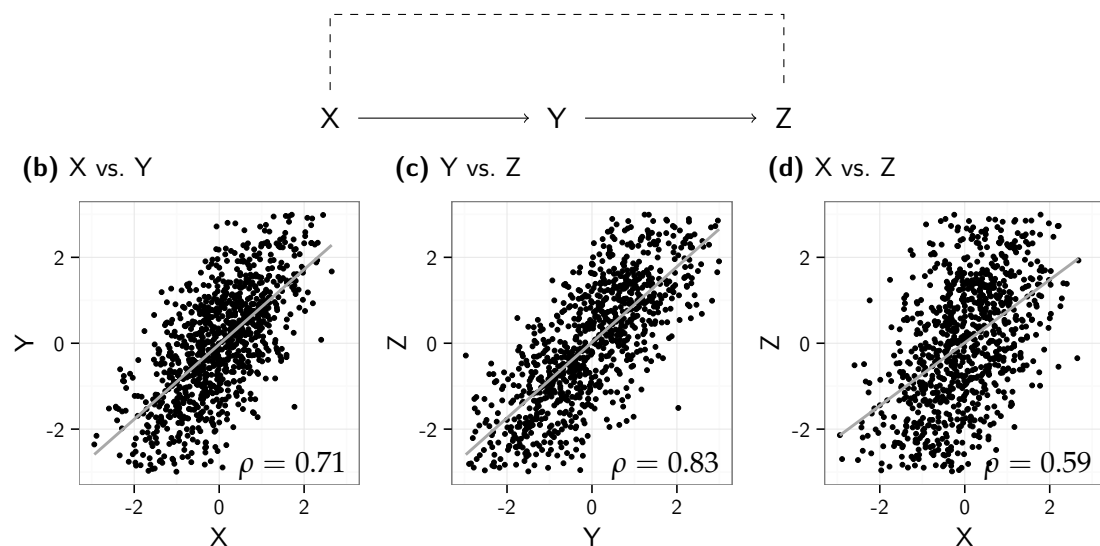 X Y Z
(b) X vs. Y
(c) Y vs. Z
(d) X vs. Z
Y
2
0
-2
ρ = 0.71
-2 0 2
X
Z
2
0
-2
ρ = 0.83
-2 0 2
Y
Z
2
0
-2
ρ = 0.59
-2 0 2
X